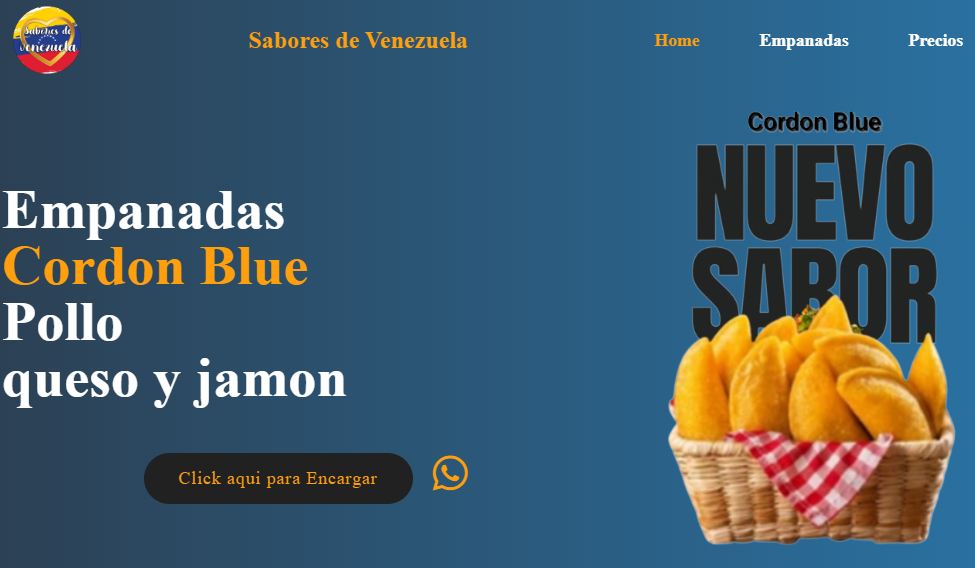 Sabores de
Venezuela
Sabores de Venezuela
Home
Empanadas
Precios
Empanadas
Cordon Blue
Pollo
queso y jamon
Click aqui para Encargar
Cordon Blue
NUEVO
SABOR